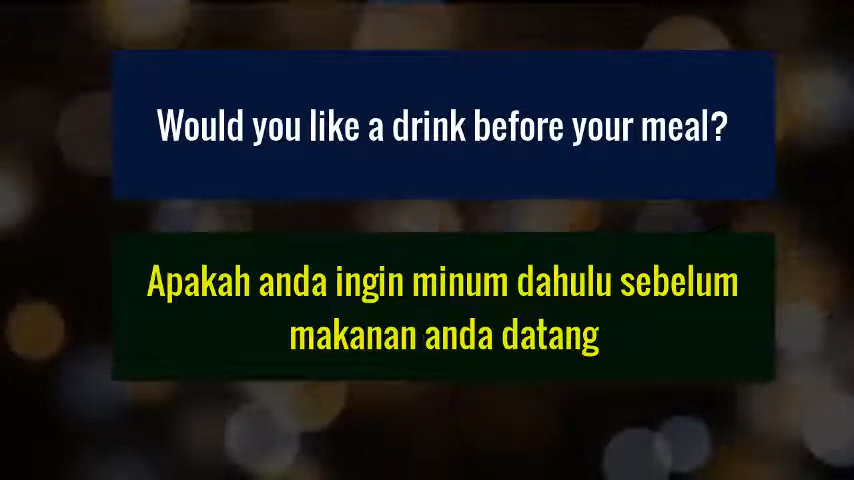 Would you like a drink before your meal?
Apakah anda ingin minum dahulu sebelum
makanan anda datang